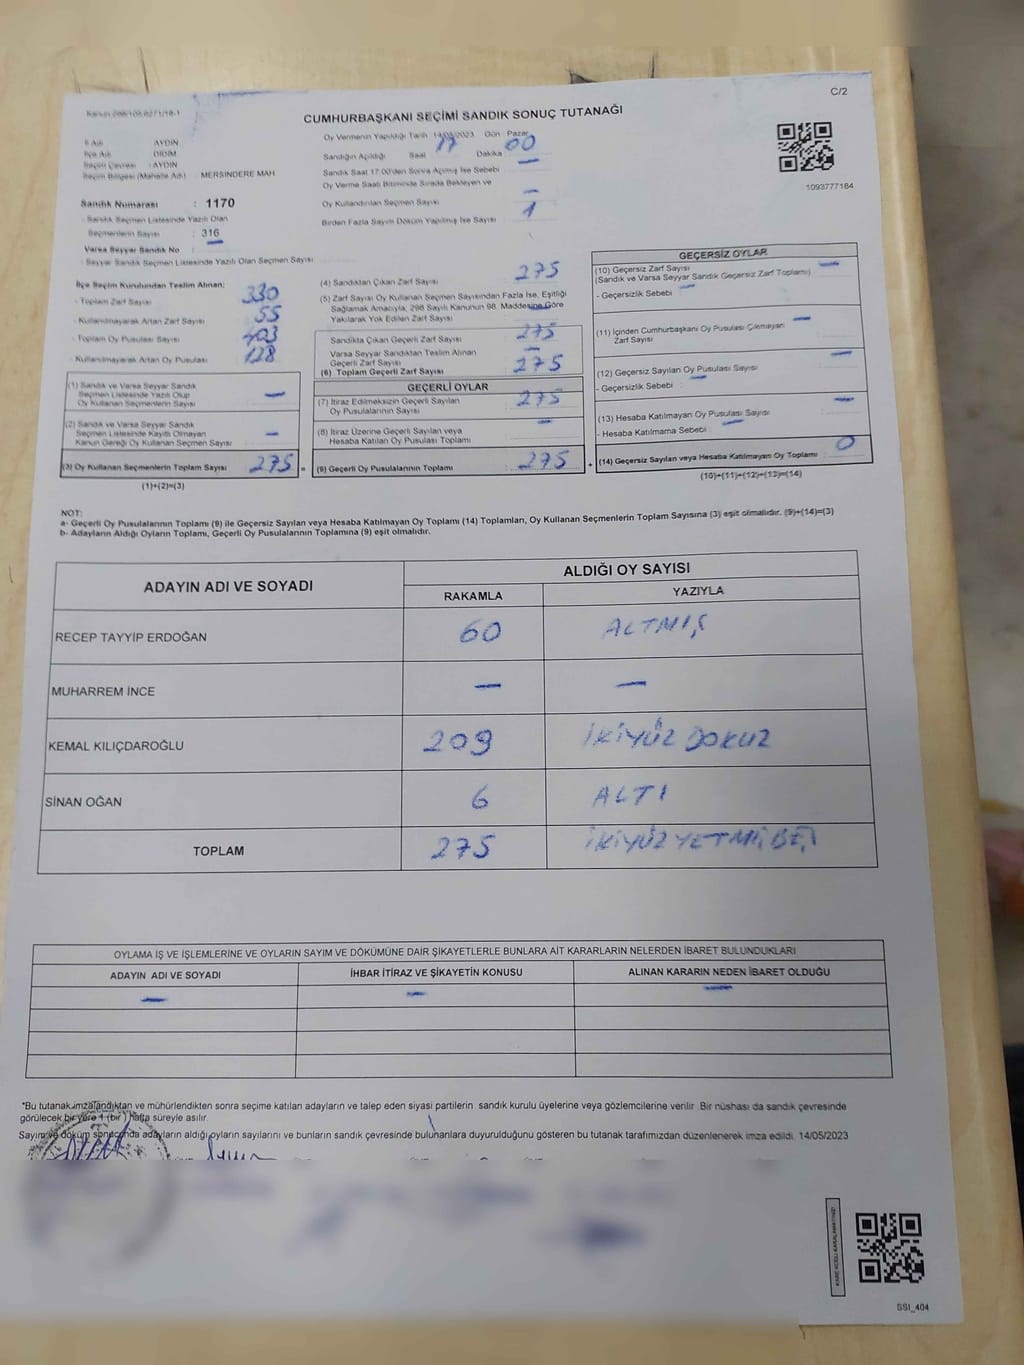 C/2
Kanun 298/105,6271/18-1
CUMHURBAŞKANI SEÇİMİ SANDIK SONUÇ TUTANAĞI
İl Adı AYDIN
İlçe Adı DİDİM
Seçim Çevresi : AYDIN
Seçim Bölgesi (Mahalle Adı) : MERSINDERE MAH
Sandık Numarası : 1170
Sandık Seçmen Listesinde Yazılı Olan
Seçmenlerin Sayısı : 316
Varsa Seyyar Sandık No :
Seyyar Sandık Seçmen Listesinde Yazılı Olan Seçmen Sayısı :
Oy Vermenin Yapıldığı Tarih 14/05/2023 Gün Pazar
Sandığın Açıldığı Saat 17 Dakika 00
Sandık Saat 17.00'den Sonra Açılmış İse Sebebi —
Oy Verme Saati Bitiminde Sırada Bekleyen ve
Oy Kullandırılan Seçmen Sayısı —
Birden Fazla Sayım Döküm Yapılmış İse Sayısı 1
1093777184
İlçe Seçim Kurulundan Teslim Alınan;
- Toplam Zarf Sayısı 330
- Kullanılmayarak Artan Zarf Sayısı 55
- Toplam Oy Pusulası Sayısı 403
- Kullanılmayarak Artan Oy Pusulası 128
(1) Sandık ve Varsa Seyyar Sandık
Seçmen Listesinde Yazılı Olup
Oy Kullanan Seçmenlerin Sayısı —
(2) Sandık ve Varsa Seyyar Sandık
Seçmen Listesinde Kayıtlı Olmayan
Kanun Gereği Oy Kullanan Seçmen Sayısı —
(3) Oy Kullanan Seçmenlerin Toplam Sayısı 275 =
(1)+(2)=(3)
(4) Sandıktan Çıkan Zarf Sayısı 275
(5) Zarf Sayısı Oy Kullanan Seçmen Sayısından Fazla İse, Eşitliği
Sağlamak Amacıyla, 298 Sayılı Kanunun 98. Maddesine Göre
Yakılarak Yok Edilen Zarf Sayısı —
Sandıkta Çıkan Geçerli Zarf Sayısı 275
Varsa Seyyar Sandıktan Teslim Alınan
Geçerli Zarf Sayısı —
(6) Toplam Geçerli Zarf Sayısı 275
GEÇERLİ OYLAR
(7) İtiraz Edilmeksizin Geçerli Sayılan
Oy Pusulalarının Sayısı 275
(8) İtiraz Üzerine Geçerli Sayılan veya
Hesaba Katılan Oy Pusulası Toplamı —
(9) Geçerli Oy Pusulalarının Toplamı : 275 +
GEÇERSİZ OYLAR
(10) Geçersiz Zarf Sayısı —
(Sandık ve Varsa Seyyar Sandık Geçersiz Zarf Toplamı)
- Geçersizlik Sebebi : —
(11) İçinden Cumhurbaşkanı Oy Pusulası Çıkmayan —
Zarf Sayısı
(12) Geçersiz Sayılan Oy Pusulası Sayısı —
- Geçersizlik Sebebi : —
(13) Hesaba Katılmayan Oy Pusulası Sayısı —
- Hesaba Katılmama Sebebi : —
(14) Geçersiz Sayılan veya Hesaba Katılmayan Oy Toplamı : 0
(10)+(11)+(12)+(13)=(14)
NOT:
a- Geçerli Oy Pusulalarının Toplamı (9) ile Geçersiz Sayılan veya Hesaba Katılmayan Oy Toplamı (14) Toplamları, Oy Kullanan Seçmenlerin Toplam Sayısına (3) eşit olmalıdır. (9)+(14)=(3)
b- Adayların Aldığı Oyların Toplamı, Geçerli Oy Pusulalarının Toplamına (9) eşit olmalıdır.
ADAYIN ADI VE SOYADI ALDIĞI OY SAYISI
RAKAMLA YAZIYLA
RECEP TAYYİP ERDOĞAN 60 ALTMIŞ
MUHARREM İNCE — —
KEMAL KILIÇDAROĞLU 209 İKİYÜZ DOKUZ
SİNAN OĞAN 6 ALTI
TOPLAM 275 İKİYÜZ YETMİŞ BEŞ
OYLAMA İŞ VE İŞLEMLERİNE VE OYLARIN SAYIM VE DÖKÜMÜNE DAİR ŞİKAYETLERLE BUNLARA AİT KARARLARIN NELERDEN İBARET BULUNDUKLARI
ADAYIN ADI VE SOYADI İHBAR İTİRAZ VE ŞİKAYETİN KONUSU ALINAN KARARIN NEDEN İBARET OLDUĞU
— — —
*Bu tutanak imzalandıktan ve mühürlendikten sonra seçime katılan adayların ve talep eden siyasi partilerin sandık kurulu üyelerine veya gözlemcilerine verilir. Bir nüshası da sandık çevresinde
görülecek bir yere 1 (bir ) hafta süreyle asılır.
Sayım ve döküm sonucunda adayların aldığı oyların sayılarını ve bunların sandık çevresinde bulunanlara duyurulduğunu gösteren bu tutanak tarafımızdan düzenlenerek imza edildi. 14/05/2023
SSI_404